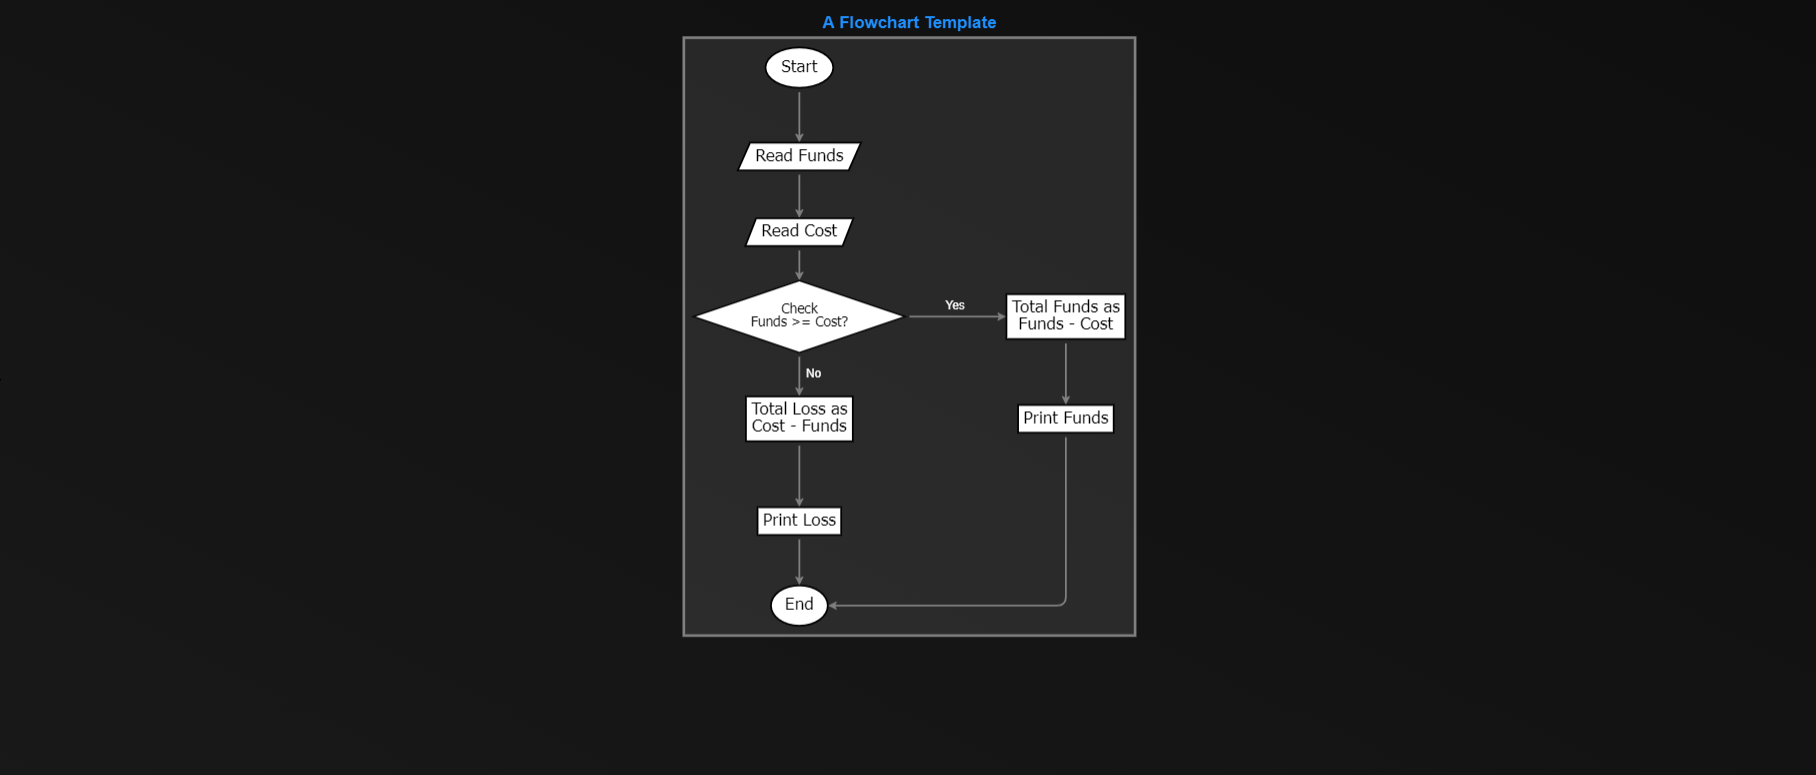 A Flowchart Template
Start
Read Funds
Read Cost
Check
Funds >= Cost?
Yes
Total Funds as
Funds - Cost
No
Total Loss as
Cost - Funds
Print Funds
Print Loss
End